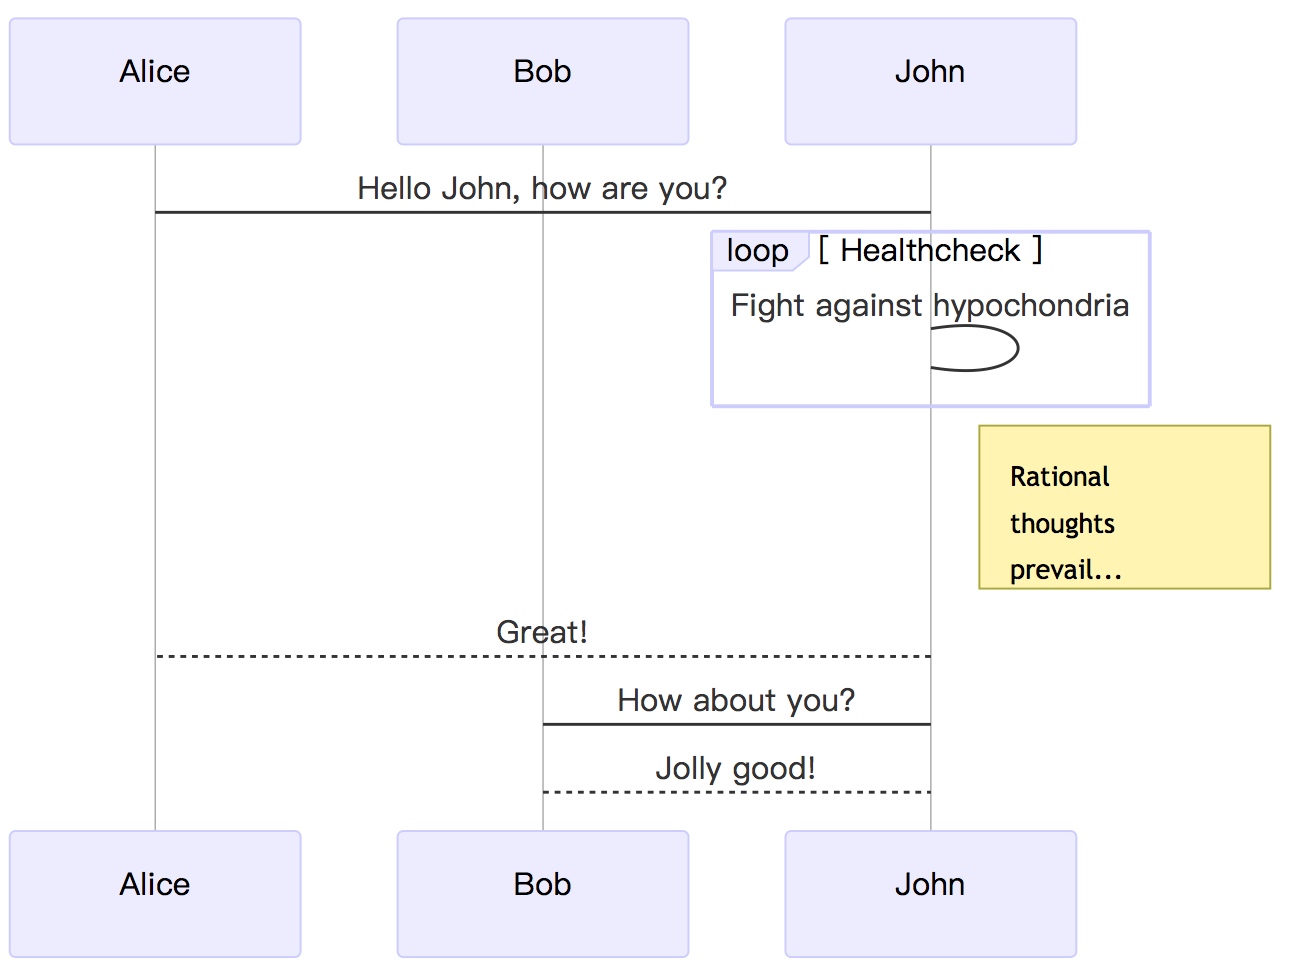 Alice
Bob
John
Hello John, how are you?
loop [ Healthcheck ]
Fight against hypochondria
Rational
thoughts
prevail...
Great!
How about you?
Jolly good!
Alice
Bob
John